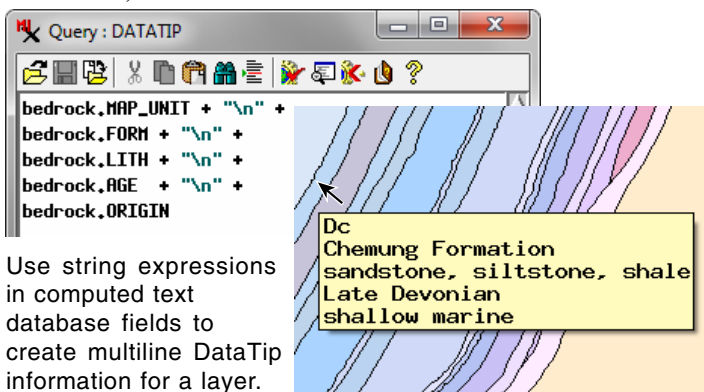 Query : DATATIP
bedrock.MAP_UNIT + "\n" +
bedrock.FORM + "\n" +
bedrock.LITH + "\n" +
bedrock.AGE + "\n" +
bedrock.ORIGIN
Dc
Chemung Formation
sandstone, siltstone, shale
Late Devonian
shallow marine
Use string expressions
in computed text
database fields to
create multiline DataTip
information for a layer.